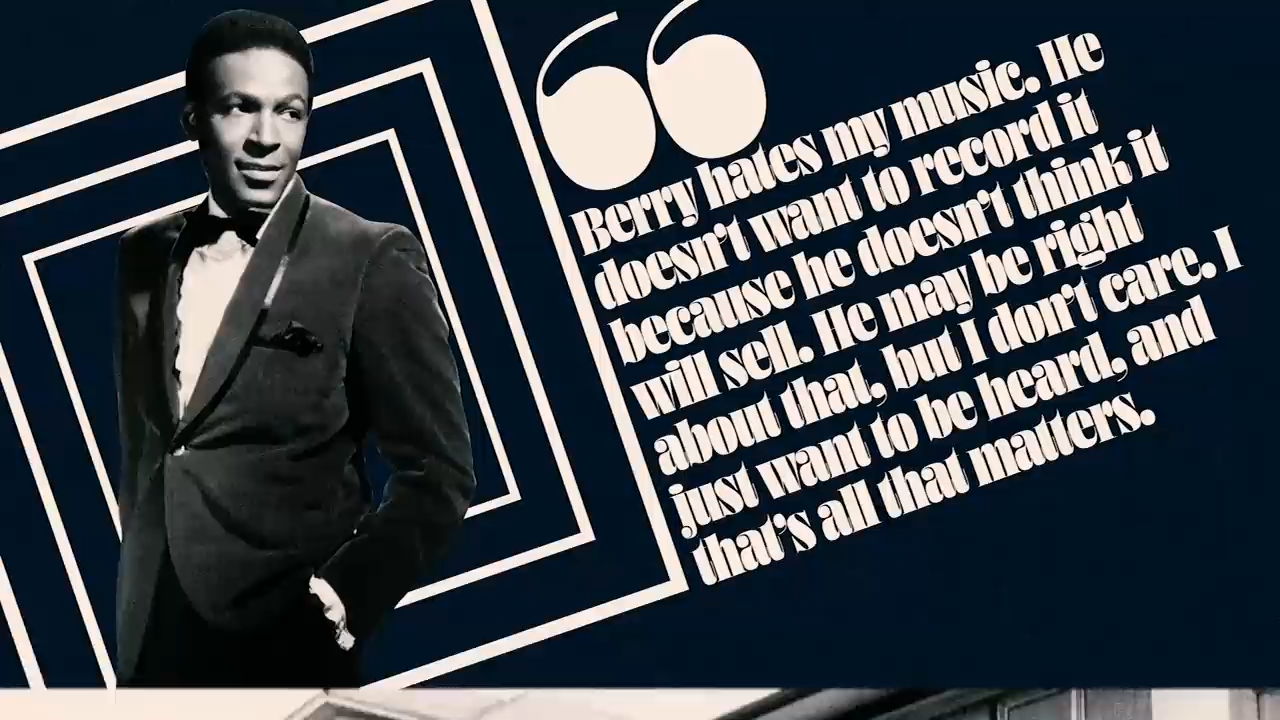 “
Berry hates my music. He
doesn't want to record it
because he doesn't think it
will sell. He may be right
about that, but I don't care. I
just want to be heard, and
that's all that matters.